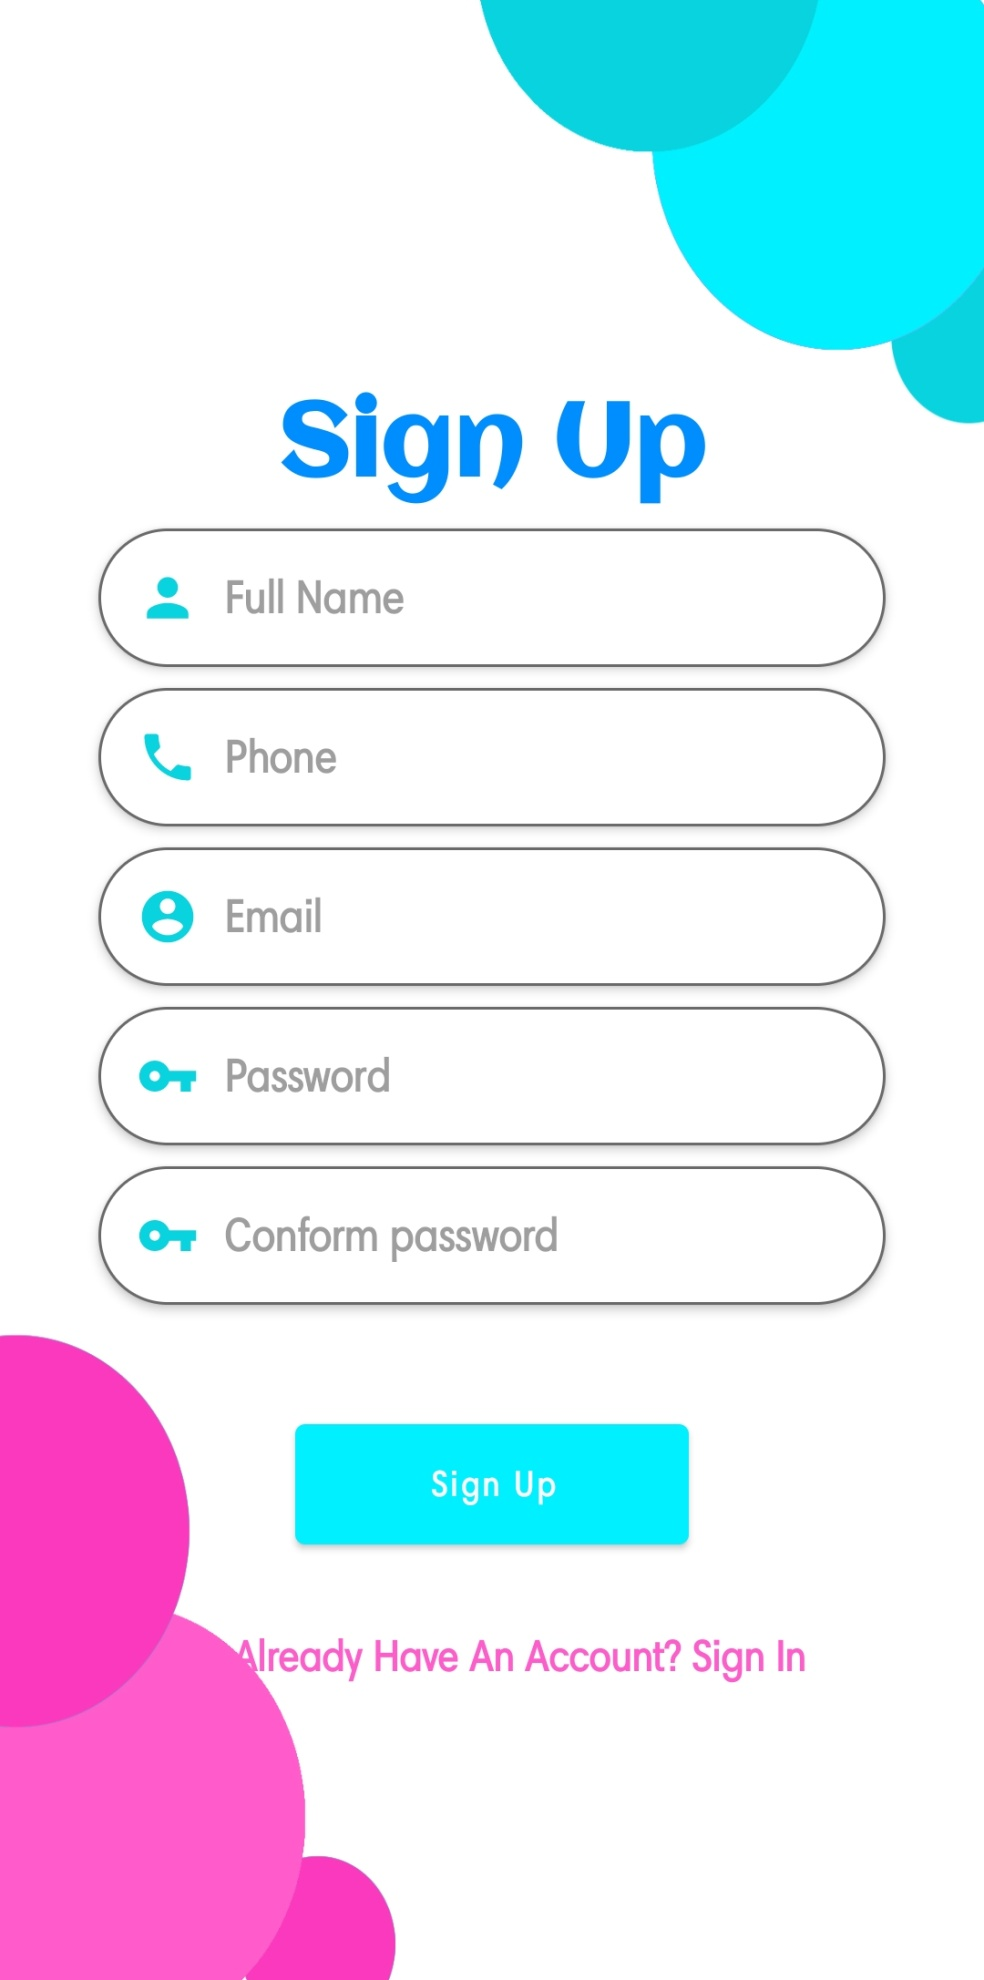 Sign Up
Full Name
Phone
Email
Password
Conform password
Sign Up
Already Have An Account? Sign In